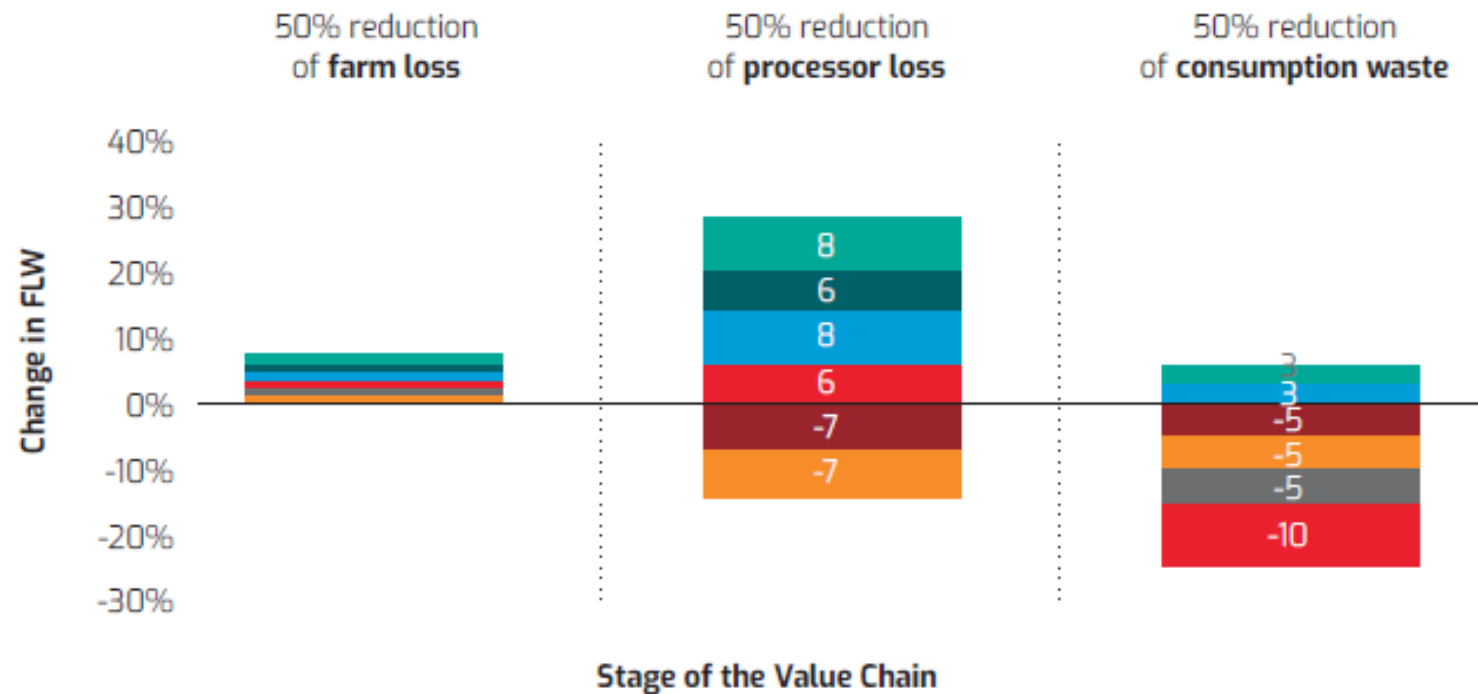 50% reduction
of farm loss
50% reduction
of processor loss
50% reduction
of consumption waste
Change in FLW
40%
30%
20%
10%
0%
-10%
-20%
-30%
8
6
8
6
-7
-7
3
3
-5
-5
-5
-10
Stage of the Value Chain